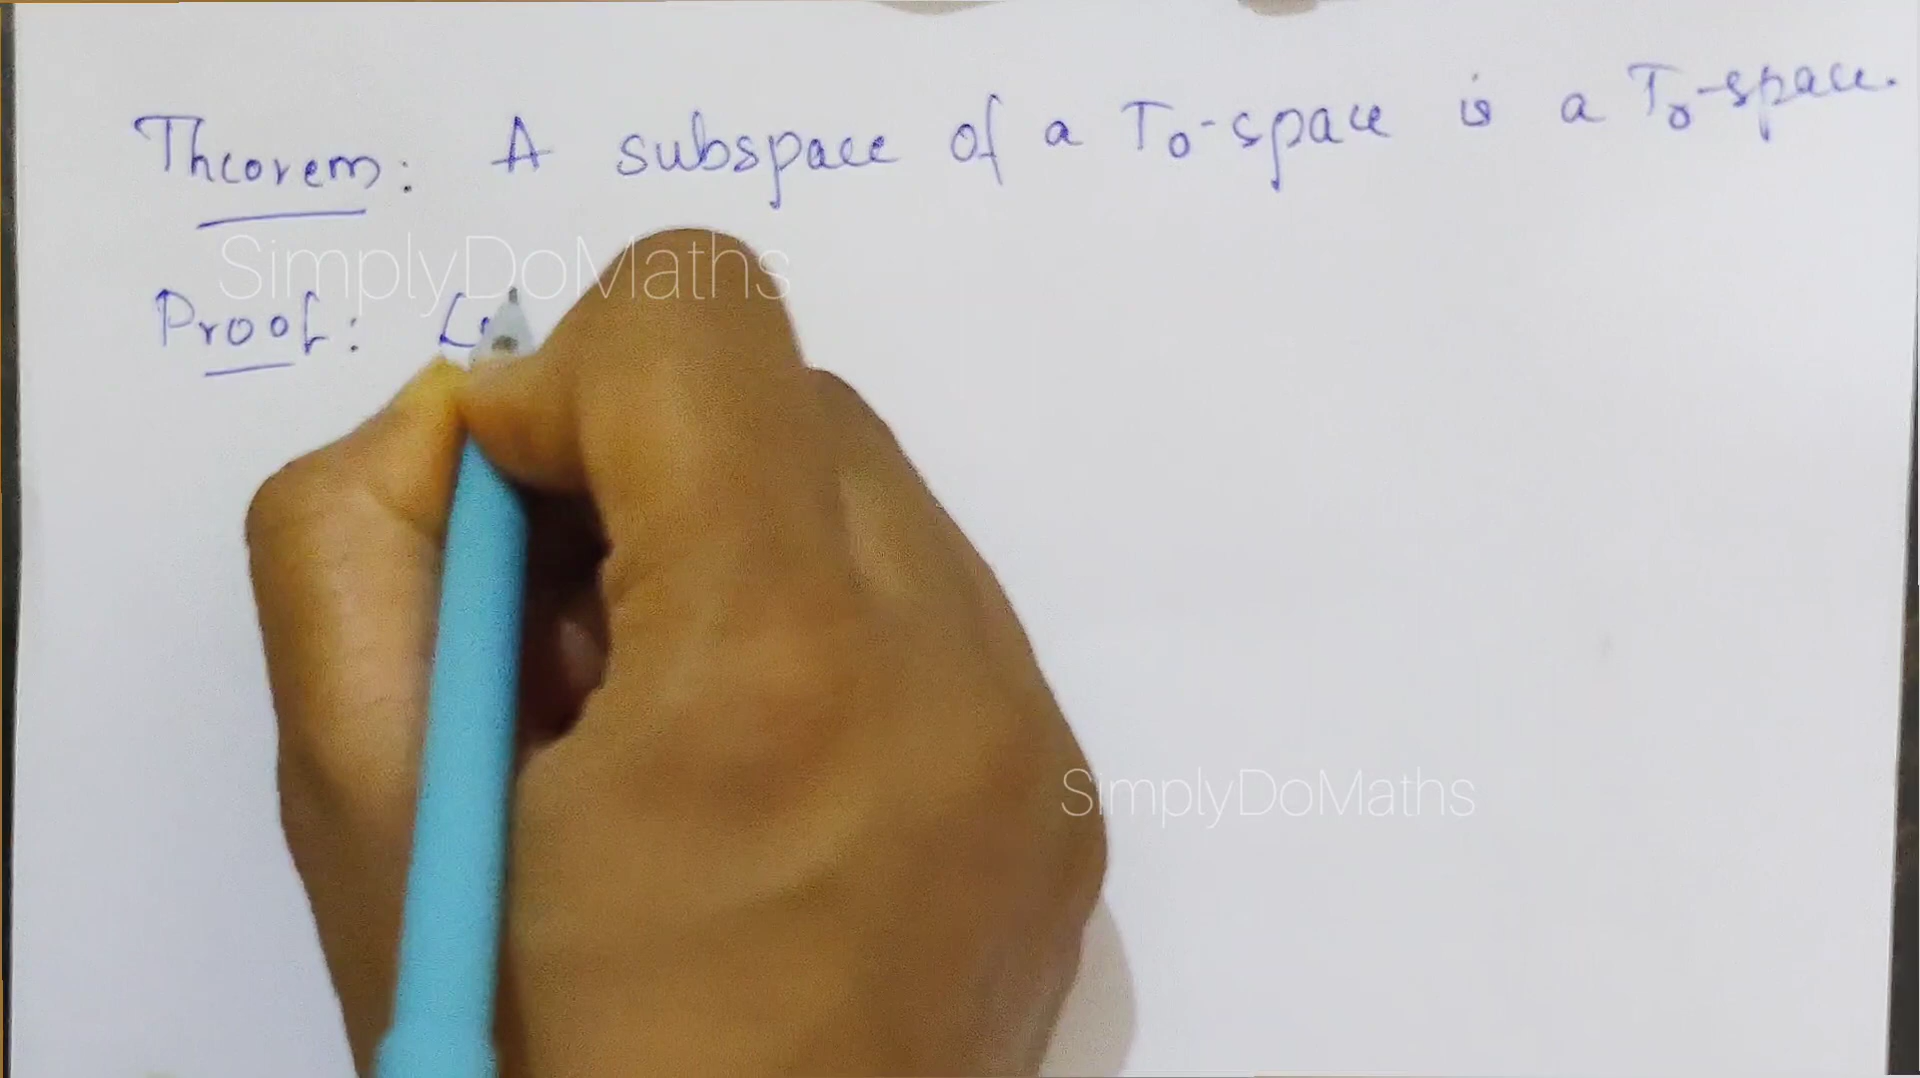 Theorem: A subspace of a T0-space is a T0-space.
SimplyDoMaths
Proof:
SimplyDoMaths